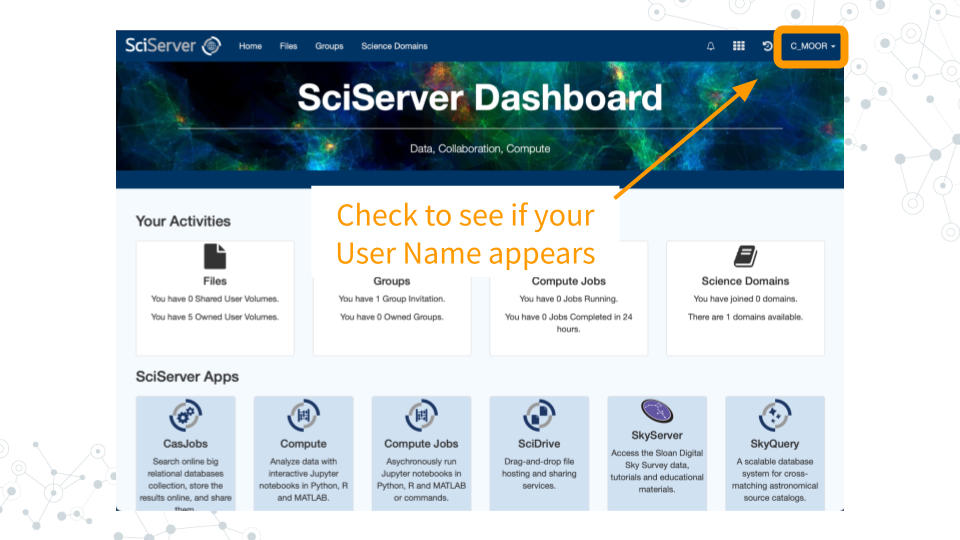 SciServer
Home Files Groups Science Domains
C_MOOR
SciServer Dashboard
Data, Collaboration, Compute
Check to see if your
User Name appears
Your Activities
Files
You have 0 Shared User Volumes.
You have 5 Owned User Volumes.
Groups
You have 1 Group Invitation.
You have 0 Owned Groups.
Compute Jobs
You have 0 Jobs Running.
You have 0 Jobs Completed in 24
hours.
Science Domains
You have joined 0 domains.
There are 1 domains available.
SciServer Apps
CasJobs
Search online big
relational databases
collection, store the
results online, and share
them
Compute
Analyze data with
interactive Jupyter
notebooks in Python, R
and MATLAB.
Compute Jobs
Asychronously run
Jupyter notebooks in
Python, R and MATLAB
or commands.
SciDrive
Drag-and-drop file
hosting and sharing
services.
SkyServer
Access the Sloan Digital
Sky Survey data,
tutorials and educational
materials.
SkyQuery
A scalable database
system for cross-
matching astronomical
source catalogs.